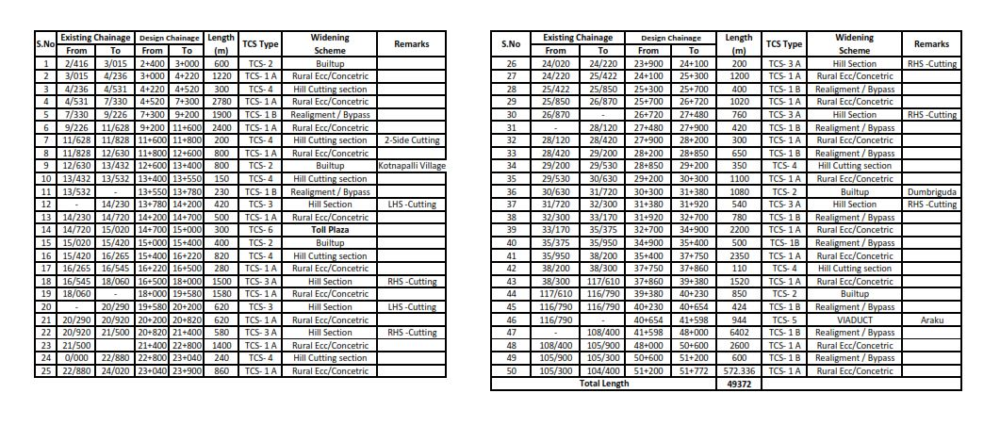 S.No Existing Chainage Design Chainage Length (m) TCS Type Widening Scheme Remarks
From To From To
1 2/416 3/015 2+400 3+000 600 TCS- 2 Builtup
2 3/015 4/236 3+000 4+220 1220 TCS- 1 A Rural Ecc/Concetric
3 4/236 4/531 4+220 4+520 300 TCS- 4 Hill Cutting section
4 4/531 7/330 4+520 7+300 2780 TCS- 1 A Rural Ecc/Concetric
5 7/330 9/226 7+300 9+200 1900 TCS- 1 B Realigment / Bypass
6 9/226 11/628 9+200 11+600 2400 TCS- 1 A Rural Ecc/Concetric
7 11/628 11/828 11+600 11+800 200 TCS- 4 Hill Cutting section 2-Side Cutting
8 11/828 12/630 11+800 12+600 800 TCS- 1 A Rural Ecc/Concetric
9 12/630 13/432 12+600 13+400 800 TCS- 2 Builtup Kotnapalli Village
10 13/432 13/532 13+400 13+550 150 TCS- 4 Hill Cutting section
11 13/532 - 13+550 13+780 230 TCS- 1 B Realigment / Bypass
12 - 14/230 13+780 14+200 420 TCS- 3 Hill Section LHS -Cutting
13 14/230 14/720 14+200 14+700 500 TCS- 1 A Rural Ecc/Concetric
14 14/720 15/020 14+700 15+000 300 TCS- 6 Toll Plaza
15 15/020 15/420 15+000 15+400 400 TCS- 2 Builtup
16 15/420 16/265 15+400 16+220 820 TCS- 4 Hill Cutting section
17 16/265 16/545 16+220 16+500 280 TCS- 1 A Rural Ecc/Concetric
18 16/545 18/060 16+500 18+000 1500 TCS- 3 A Hill Section RHS -Cutting
19 18/060 - 18+000 19+580 1580 TCS- 1 A Rural Ecc/Concetric
20 - 20/290 19+580 20+200 620 TCS- 3 Hill Section LHS -Cutting
21 20/290 20/920 20+200 20+820 620 TCS- 1 A Rural Ecc/Concetric
22 20/920 21/500 20+820 21+400 580 TCS- 3 A Hill Section RHS -Cutting
23 21/500 21+400 22+800 1400 TCS- 1 A Rural Ecc/Concetric
24 0/000 22/880 22+800 23+040 240 TCS- 4 Hill Cutting section
25 22/880 24/020 23+040 23+900 860 TCS- 1 A Rural Ecc/Concetric
S.No Existing Chainage Design Chainage Length (m) TCS Type Widening Scheme Remarks
From To From To
26 24/020 24/220 23+900 24+100 200 TCS- 3 A Hill Section RHS -Cutting
27 24/220 25/422 24+100 25+300 1200 TCS- 1 A Rural Ecc/Concetric
28 25/422 25/850 25+300 25+700 400 TCS- 1 B Realigment / Bypass
29 25/850 26/870 25+700 26+720 1020 TCS- 1 A Rural Ecc/Concetric
30 26/870 - 26+720 27+480 760 TCS- 3 A Hill Section RHS -Cutting
31 - 28/120 27+480 27+900 420 TCS- 1 B Realigment / Bypass
32 28/120 28/420 27+900 28+200 300 TCS- 1 A Rural Ecc/Concetric
33 28/420 29/200 28+200 28+850 650 TCS- 1 B Realigment / Bypass
34 29/200 29/530 28+850 29+200 350 TCS- 4 Hill Cutting section
35 29/530 30/630 29+200 30+300 1100 TCS- 1 A Rural Ecc/Concetric
36 30/630 31/720 30+300 31+380 1080 TCS- 2 Builtup Dumbriguda
37 31/720 32/300 31+380 31+920 540 TCS- 3 A Hill Section RHS -Cutting
38 32/300 33/170 31+920 32+700 780 TCS- 1 B Realigment / Bypass
39 33/170 35/375 32+700 34+900 2200 TCS- 1 A Rural Ecc/Concetric
40 35/375 35/950 34+900 35+400 500 TCS- 1B Realigment / Bypass
41 35/950 38/200 35+400 37+750 2350 TCS- 1 A Rural Ecc/Concetric
42 38/200 38/300 37+750 37+860 110 TCS- 4 Hill Cutting section
43 38/300 117/610 37+860 39+380 1520 TCS- 1 A Rural Ecc/Concetric
44 117/610 116/790 39+380 40+230 850 TCS- 2 Builtup
45 116/790 116/790 40+230 40+654 424 TCS- 1 B Realigment / Bypass
46 116/790 - 40+654 41+598 944 TCS- 5 VIADUCT Araku
47 - 108/400 41+598 48+000 6402 TCS- 1 B Realigment / Bypass
48 108/400 105/900 48+000 50+600 2600 TCS- 1 A Rural Ecc/Concetric
49 105/900 105/300 50+600 51+200 600 TCS- 1 B Realigment / Bypass
50 105/300 104/400 51+200 51+772 572.336 TCS- 1 A Rural Ecc/Concetric
Total Length 49372